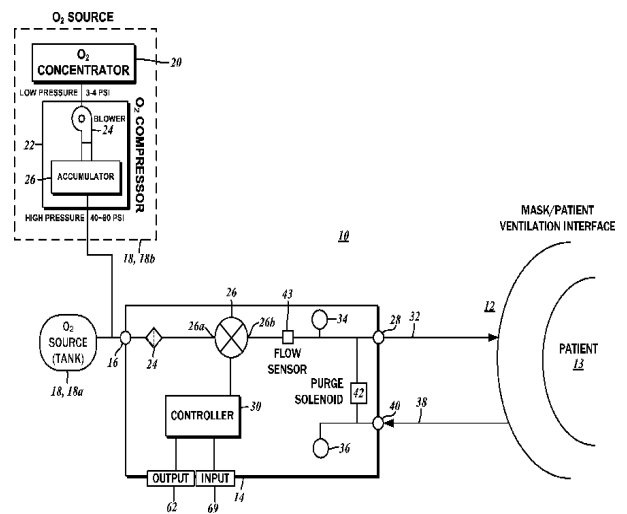 O2 SOURCE
O2
CONCENTRATOR
20
LOW PRESSURE 3-4 PSI
BLOWER
24
22
26
ACCUMULATOR
O2 COMPRESSOR
HIGH PRESSURE 40-80 PSI
18, 18b
10
MASK/PATIENT
VENTILATION INTERFACE
12
PATIENT
13
O2
SOURCE
(TANK)
18, 18a
16
24
26a
26
26b
43
FLOW
SENSOR
34
28
32
PURGE
SOLENOID
42
40
38
36
CONTROLLER
30
OUTPUT
INPUT
62
69
14